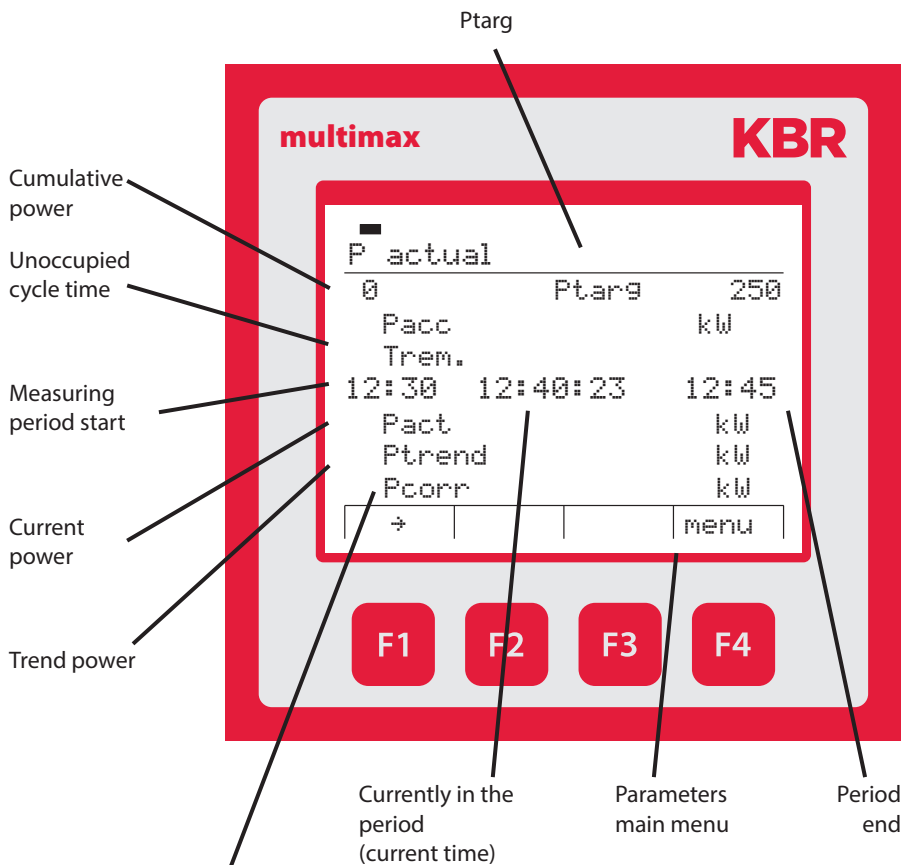 Ptarg
multimax
KBR
Cumulative
power
P actual
Unoccupied
cycle time
0 Ptarg 250
Pacc kW
Trem.
Measuring
period start
12:30 12:40:23 12:45
Pact kW
Ptrend kW
Pcorr kW
Current
power
→ menu
Trend power
F1 F2 F3 F4
Currently in the
period
(current time)
Parameters
main menu
Period
end